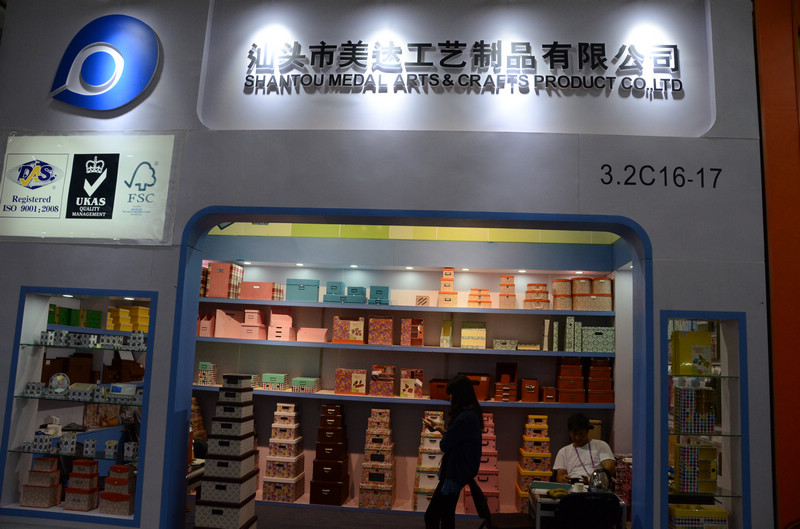 汕头市美达工艺制品有限公司
SHANTOU MEDAL ARTS & CRAFTS PRODUCT CO.,LTD
3.2C16-17
DAS
Registered
ISO 9001:2008
UKAS
QUALITY
MANAGEMENT
FSC